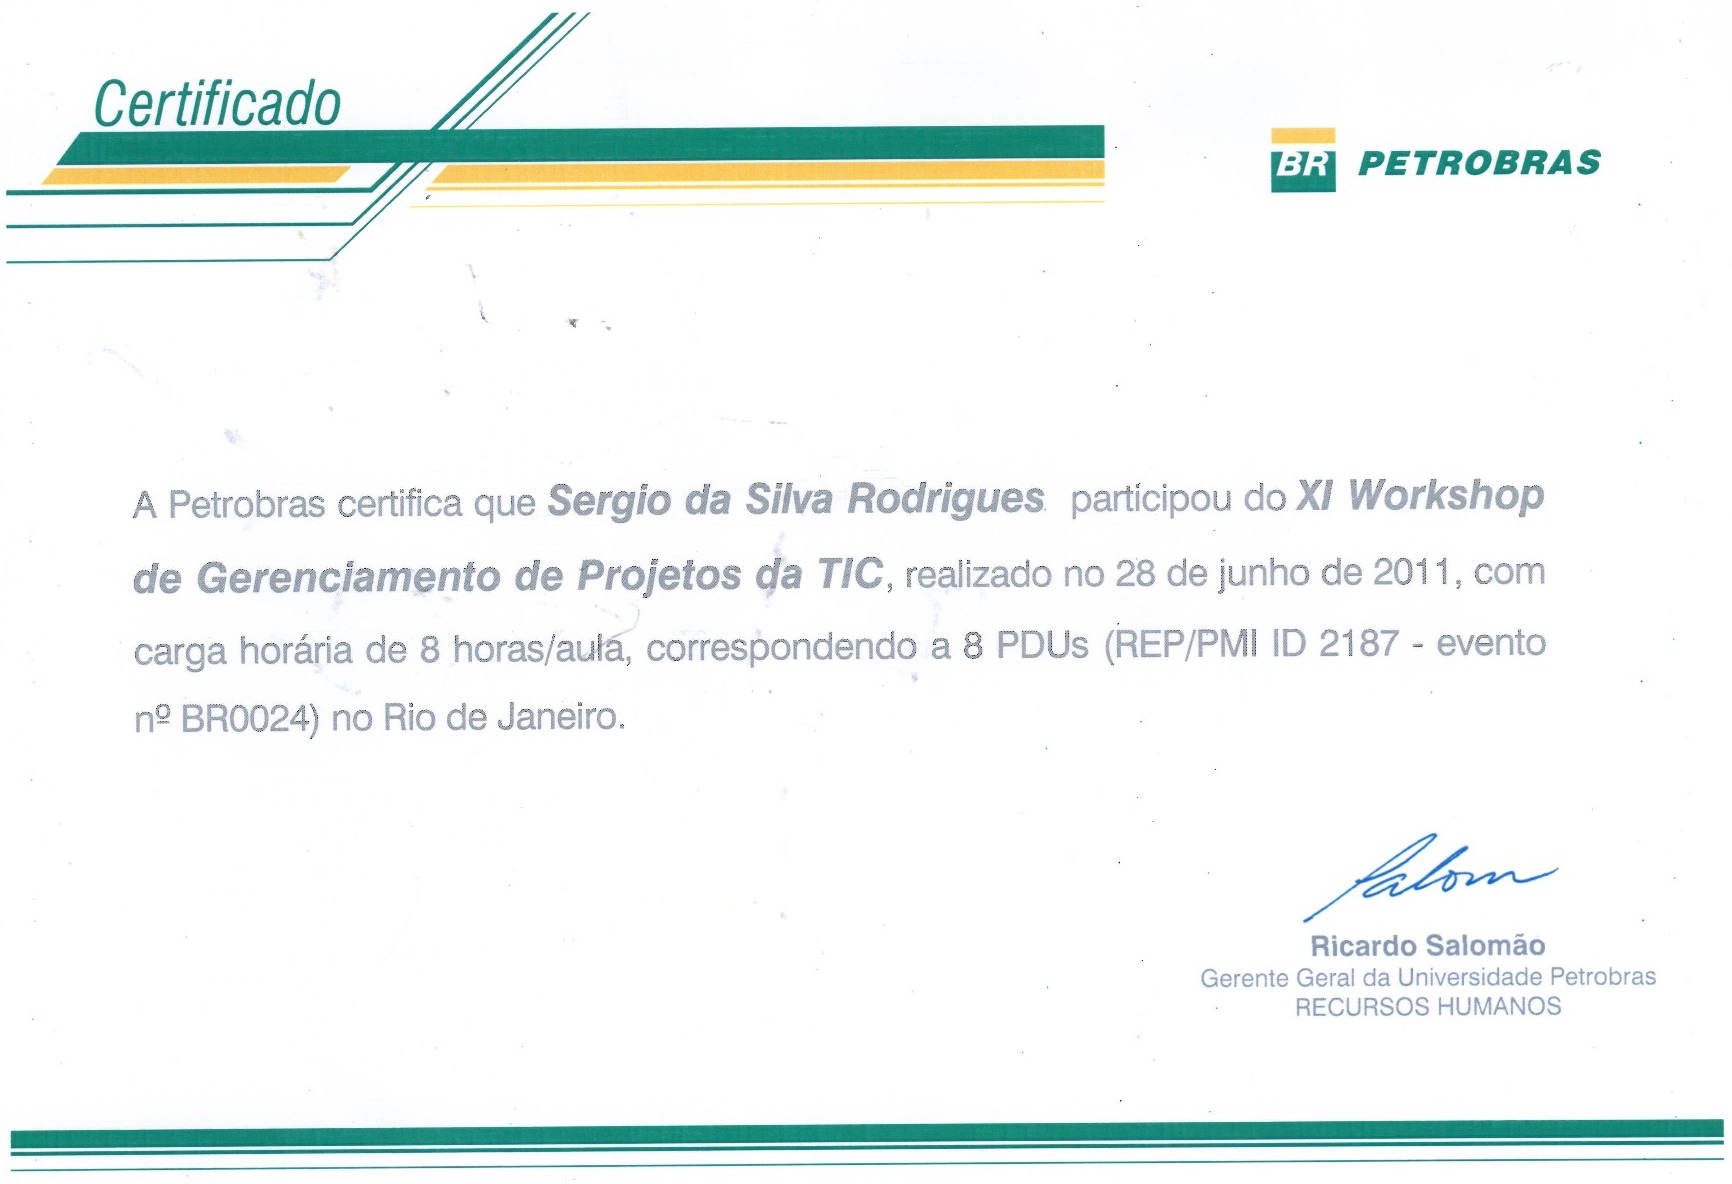 Certificado
BR PETROBRAS
A Petrobras certifica que Sergio da Silva Rodrigues participou do XI Workshop
de Gerenciamento de Projetos da TIC, realizado no 28 de junho de 2011, com
carga horária de 8 horas/aula, correspondendo a 8 PDUs (REP/PMI ID 2187 - evento
nº BR0024) no Rio de Janeiro.
Salom
Ricardo Salomão
Gerente Geral da Universidade Petrobras
RECURSOS HUMANOS